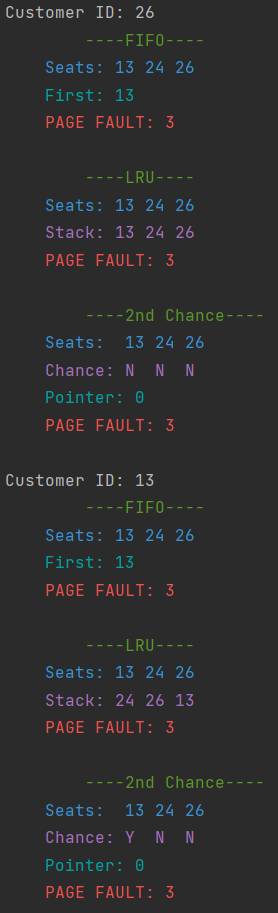 Customer ID: 26
----FIFO----
Seats: 13 24 26
First: 13
PAGE FAULT: 3
----LRU----
Seats: 13 24 26
Stack: 13 24 26
PAGE FAULT: 3
----2nd Chance----
Seats:  13 24 26
Chance: N  N  N
Pointer: 0
PAGE FAULT: 3
Customer ID: 13
----FIFO----
Seats: 13 24 26
First: 13
PAGE FAULT: 3
----LRU----
Seats: 13 24 26
Stack: 24 26 13
PAGE FAULT: 3
----2nd Chance----
Seats:  13 24 26
Chance: Y  N  N
Pointer: 0
PAGE FAULT: 3